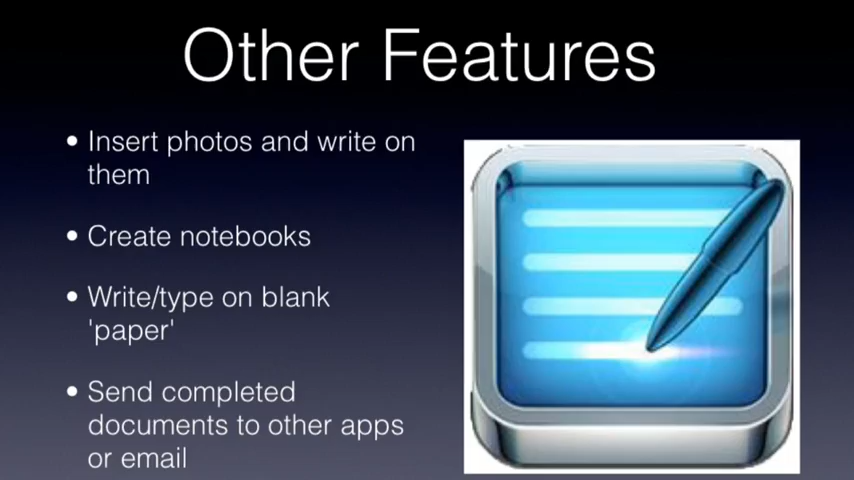 Other Features
• Insert photos and write on
them
• Create notebooks
• Write/type on blank
'paper'
• Send completed
documents to other apps
or email